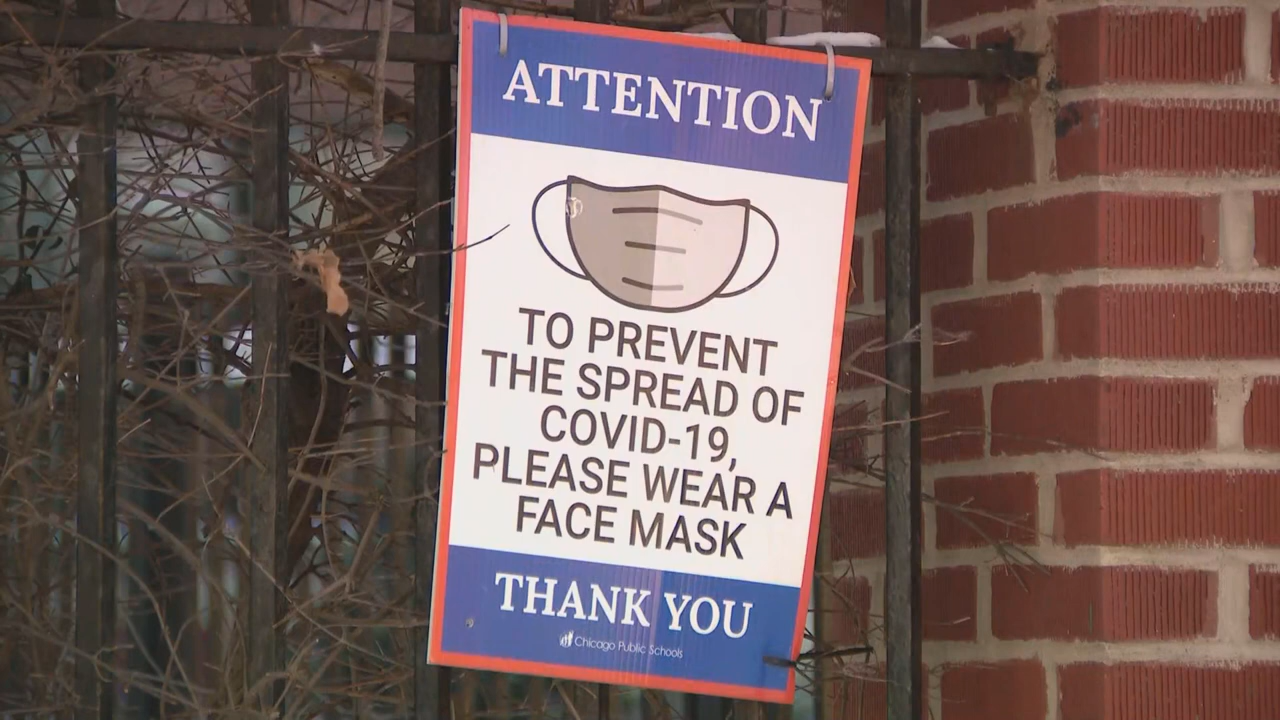 ATTENTION
TO PREVENT
THE SPREAD OF
COVID-19,
PLEASE WEAR A
FACE MASK
THANK YOU
Chicago Public Schools